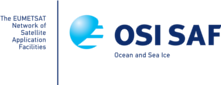 The EUMETSAT
Network of
Satellite
Application
Facilities
OSI SAF
Ocean and Sea Ice